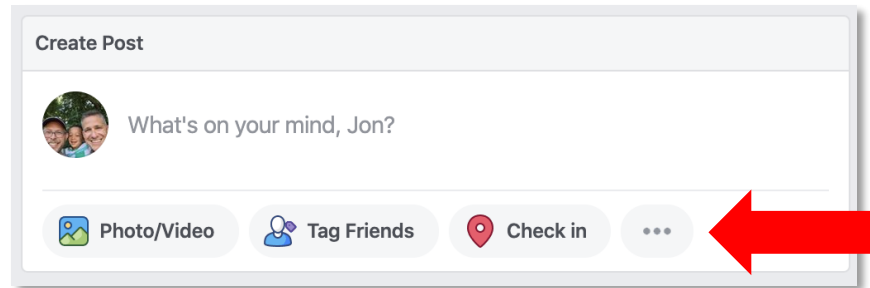 Create Post
What's on your mind, Jon?
Photo/Video Tag Friends Check in •••